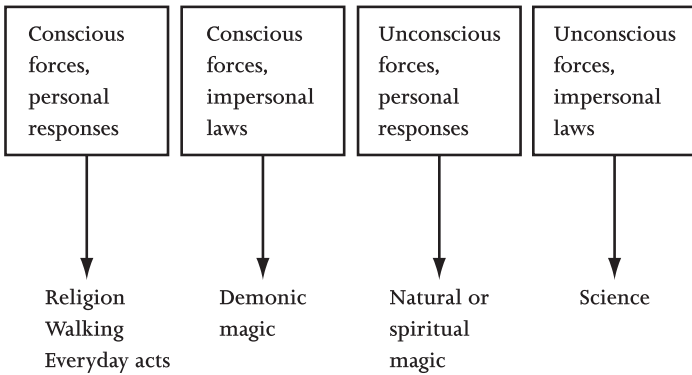 Conscious
forces,
personal
responses
Conscious
forces,
impersonal
laws
Unconscious
forces,
personal
responses
Unconscious
forces,
impersonal
laws
Religion
Walking
Everyday acts
Demonic
magic
Natural or
spiritual
magic
Science